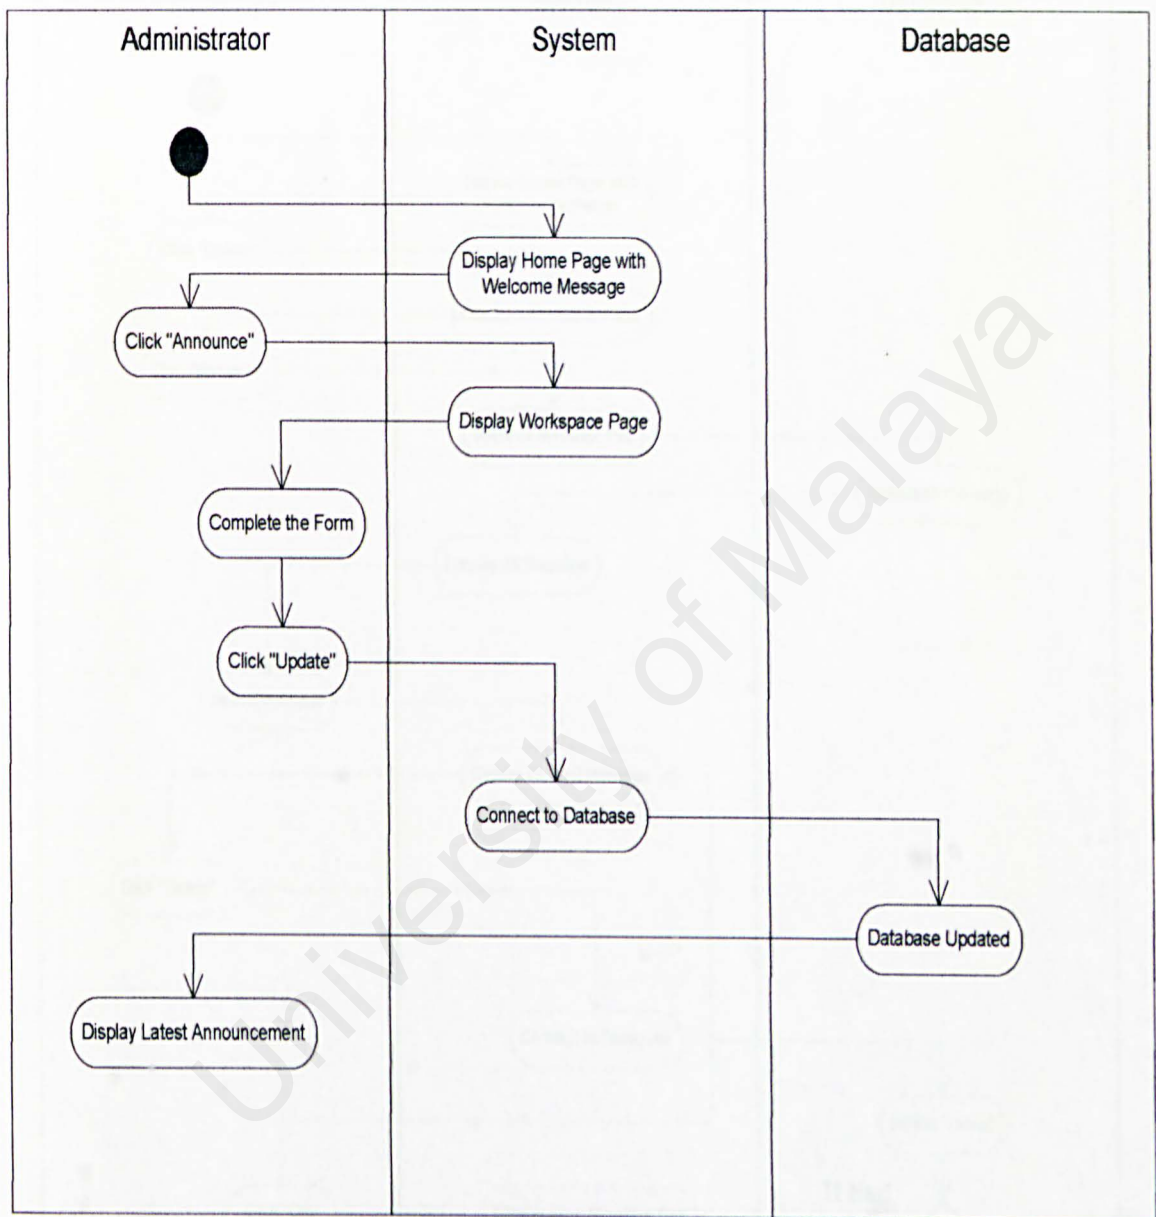 Administrator
System
Database
Display Home Page with
Welcome Message
Click "Announce"
Display Workspace Page
Complete the Form
Click "Update"
Connect to Database
Database Updated
Display Latest Announcement
University of Malaya